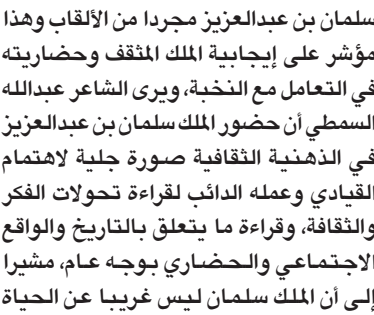 سلمان بن عبدالعزيز مجردا من الألقاب وهذا
مؤشر على إيجابية الملك المثقف وحضاريته
في التعامل مع النخبة، ويرى الشاعر عبدالله
السمطي أن حضور الملك سلمان بن عبدالعزيز
في الذهنية الثقافية صورة جلية لاهتمام
القيادي وعمله الدائب لقراءة تحولات الفكر
والثقافة، وقراءة ما يتعلق بالتاريخ والواقع
الاجتماعي والحضاري بوجه عام، مشيرا
إلى أن الملك سلمان ليس غريبا عن الحياة